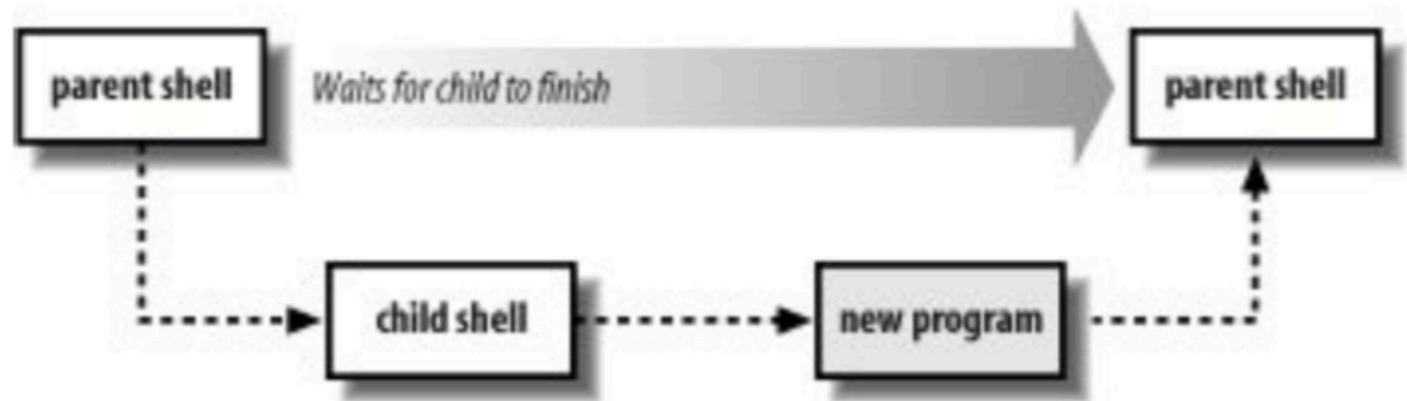 parent shell
Waits for child to finish
parent shell
child shell
new program